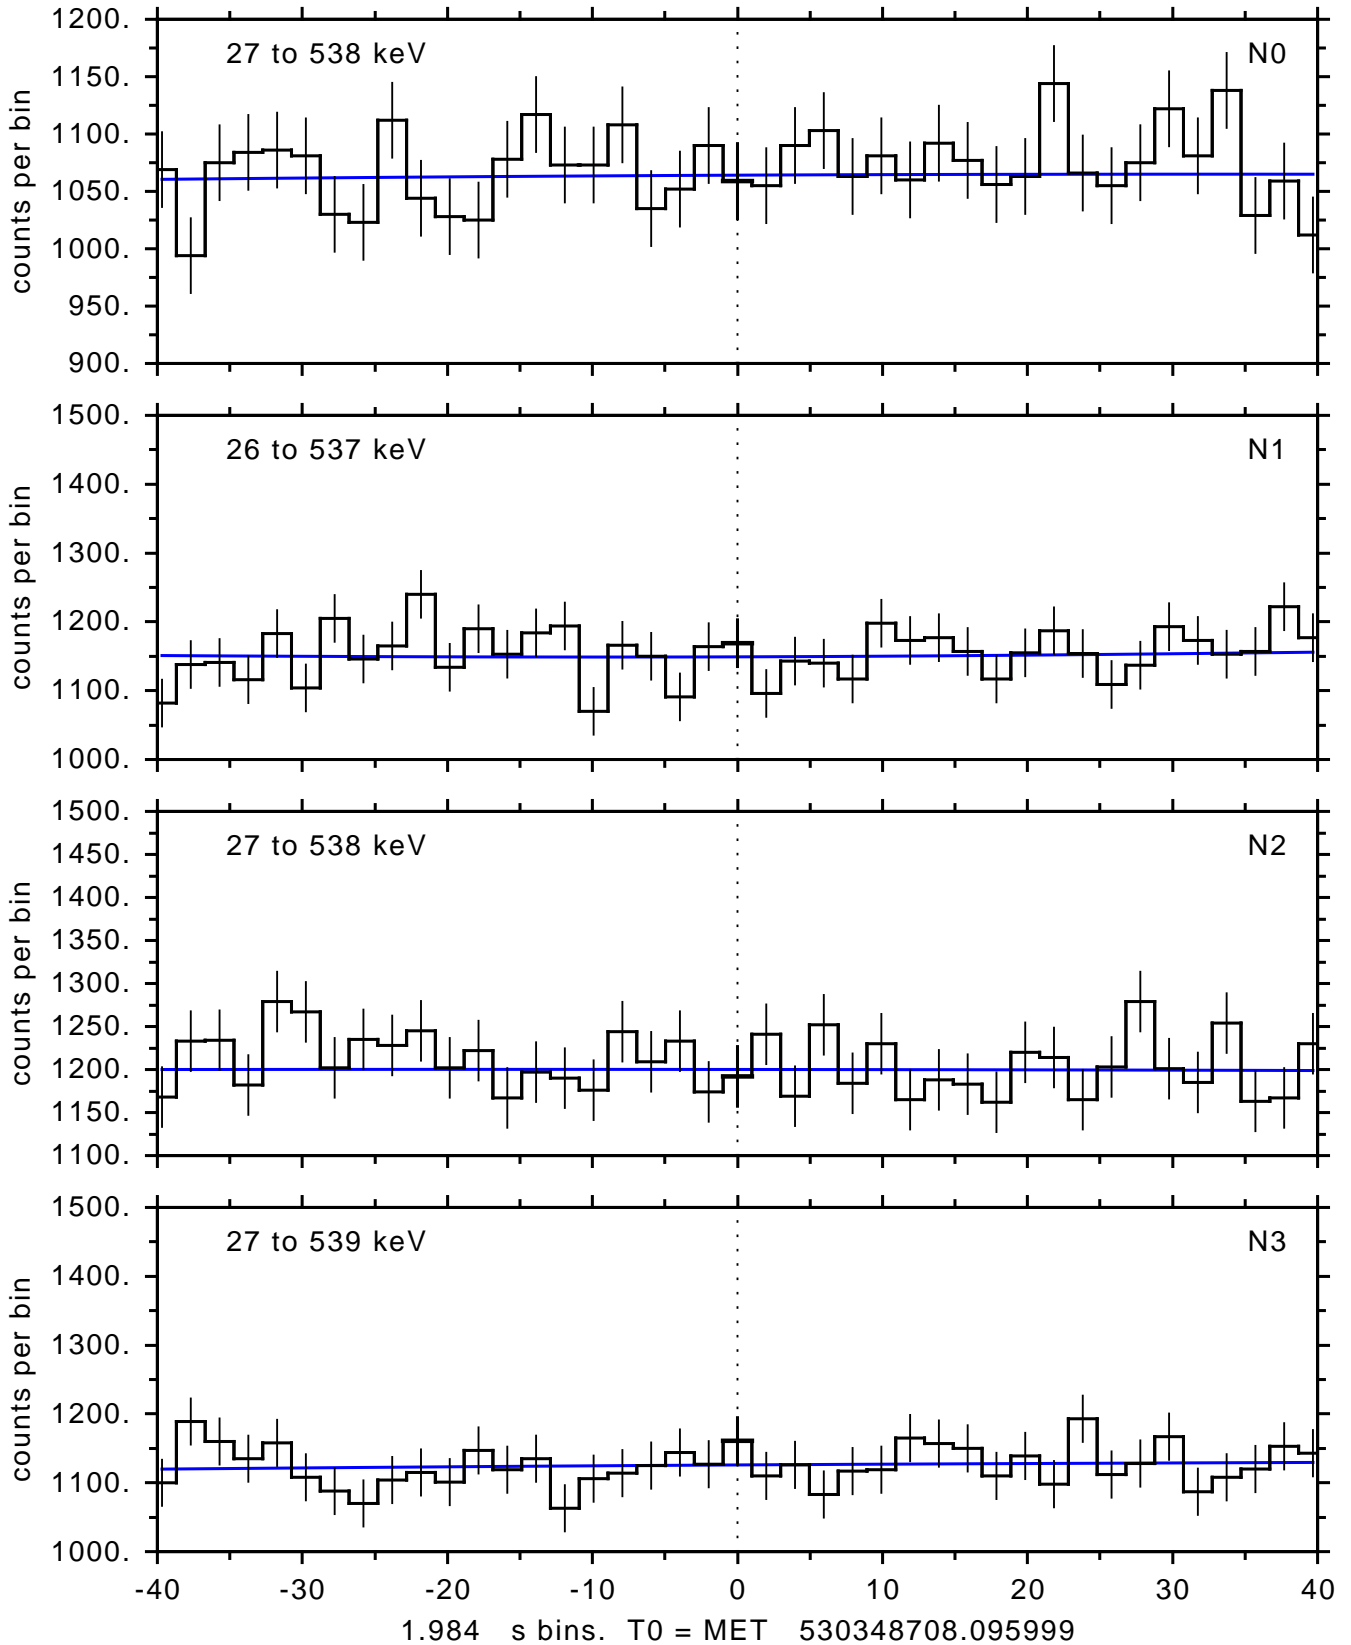 1200.
27 to 538 keV N0
1150.
1100.
1050.
1000.
950.
900.
counts per bin
1500.
26 to 537 keV N1
1400.
1300.
1200.
1100.
1000.
counts per bin
1500.
27 to 538 keV N2
1450.
1400.
1350.
1300.
1250.
1200.
1150.
1100.
counts per bin
1500.
27 to 539 keV N3
1400.
1300.
1200.
1100.
1000.
counts per bin
-40 -30 -20 -10 0 10 20 30 40
1.984 s bins. T0 = MET 530348708.095999